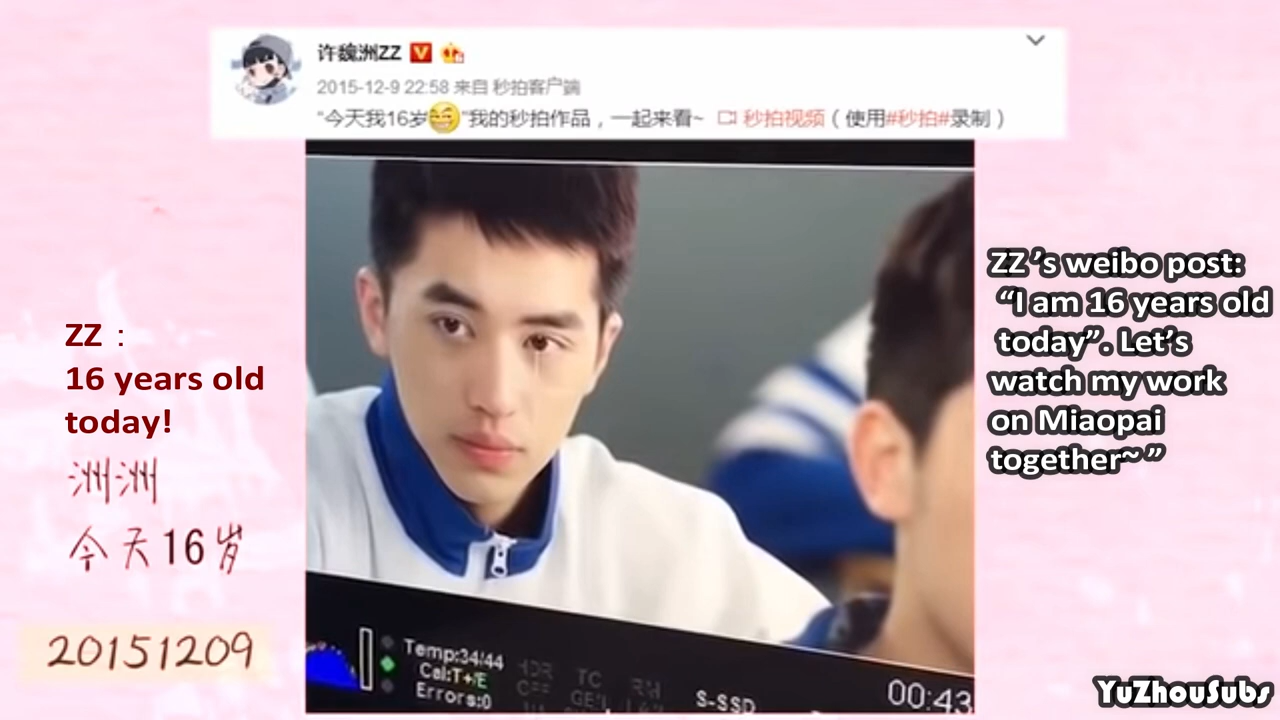 许魏洲ZZ
2015-12-9 22:58 来自 秒拍客户端
“今天我16岁”我的秒拍作品，一起来看~ 秒拍视频（使用#秒拍#录制）
ZZ：
16 years old
today!
洲洲
今天16岁
20151209
ZZ’s weibo post:
“I am 16 years old
today”. Let’s
watch my work
on Miaopai
together~”
Temp:34/44
Cal:T+/E
Errors:0
HDR
TC
S-SSD
00:43
YuZhouSubs